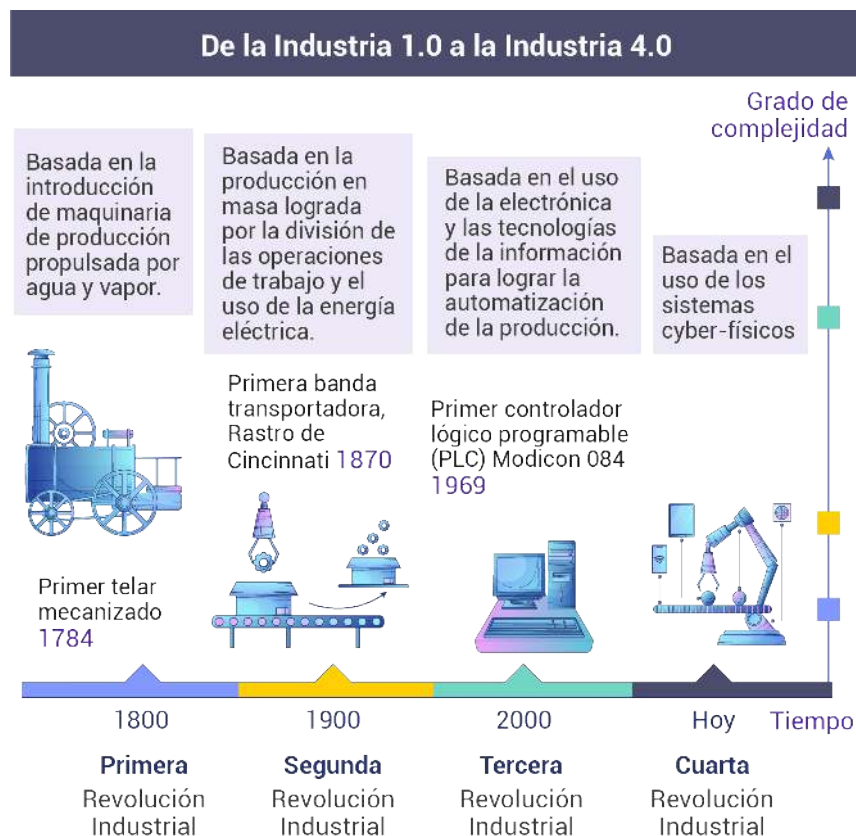 De la Industria 1.0 a la Industria 4.0
Grado de
complejidad
Basada en la
introducción
de maquinaria
de producción
propulsada por
agua y vapor.
Basada en la
producción en
masa lograda
por la división de
las operaciones
de trabajo y el
uso de la energía
eléctrica.
Basada en el uso
de la electrónica
y las tecnologías
de la información
para lograr la
automatización
de la producción.
Basada en el
uso de los
sistemas
cyber-físicos
Primer telar
mecanizado
1784
Primera banda
transportadora,
Rastro de
Cincinnati 1870
Primer controlador
lógico programable
(PLC) Modicon 084
1969
1800
1900
2000
Hoy
Tiempo
Primera
Revolución
Industrial
Segunda
Revolución
Industrial
Tercera
Revolución
Industrial
Cuarta
Revolución
Industrial